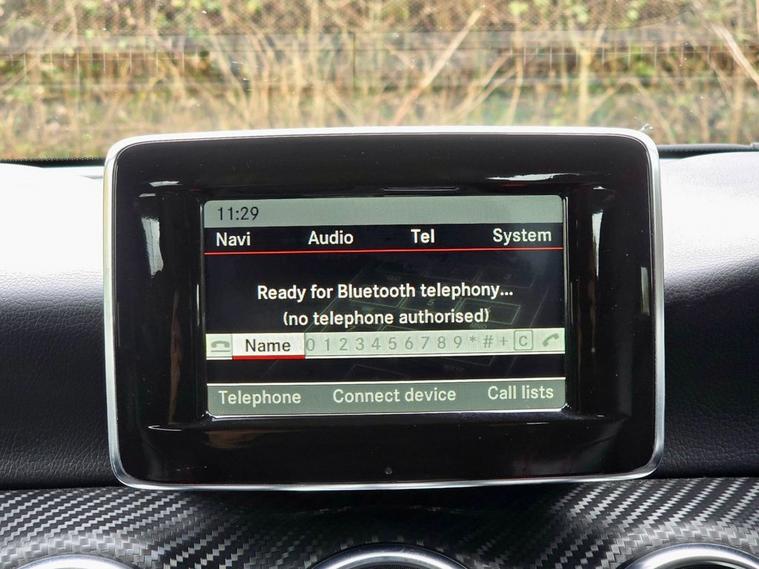 11:29
Navi Audio Tel System
Ready for Bluetooth telephony...
(no telephone authorised)
Name 0 1 2 3 4 5 6 7 8 9 * # + C
Telephone Connect device Call lists